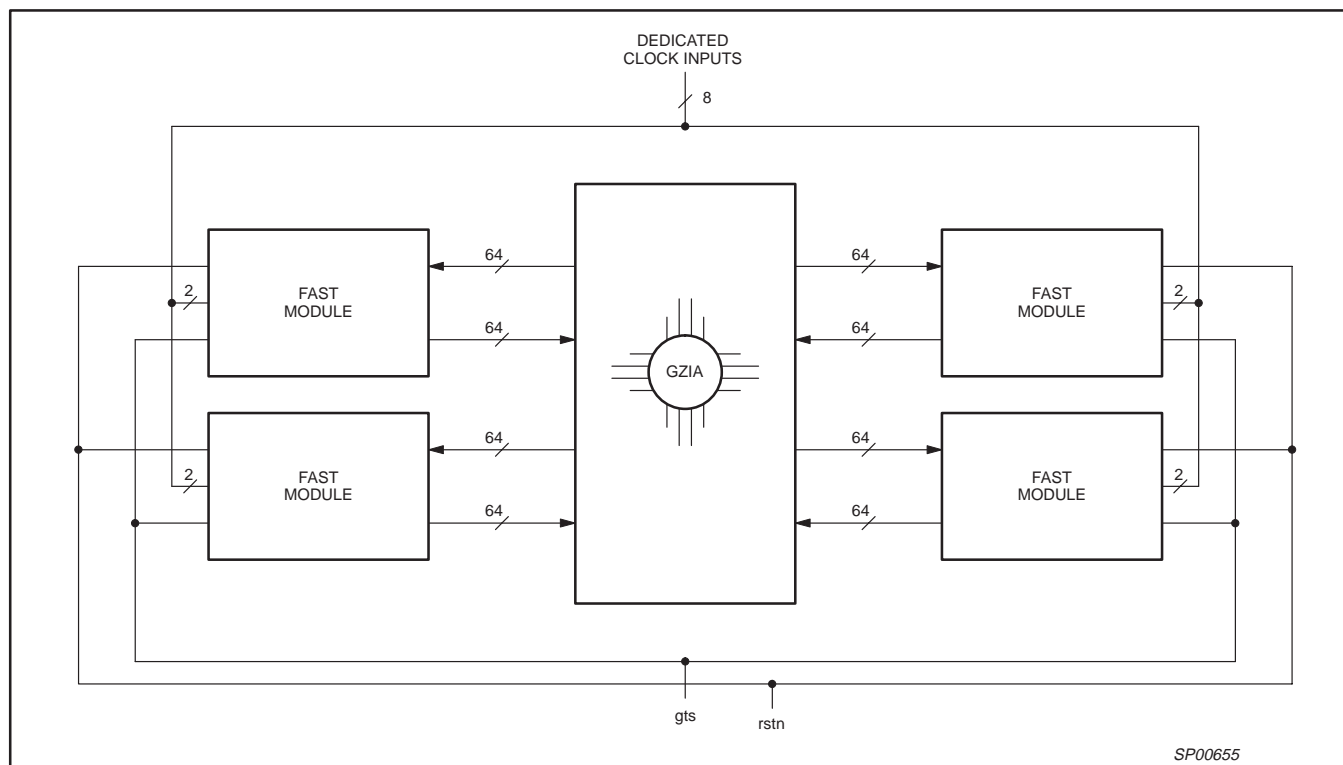 DEDICATED
CLOCK INPUTS
8
64
64
FAST
MODULE
2
64
64
FAST
MODULE
2
GZIA
64
64
FAST
MODULE
2
64
64
FAST
MODULE
2
gts
rstn
SP00655